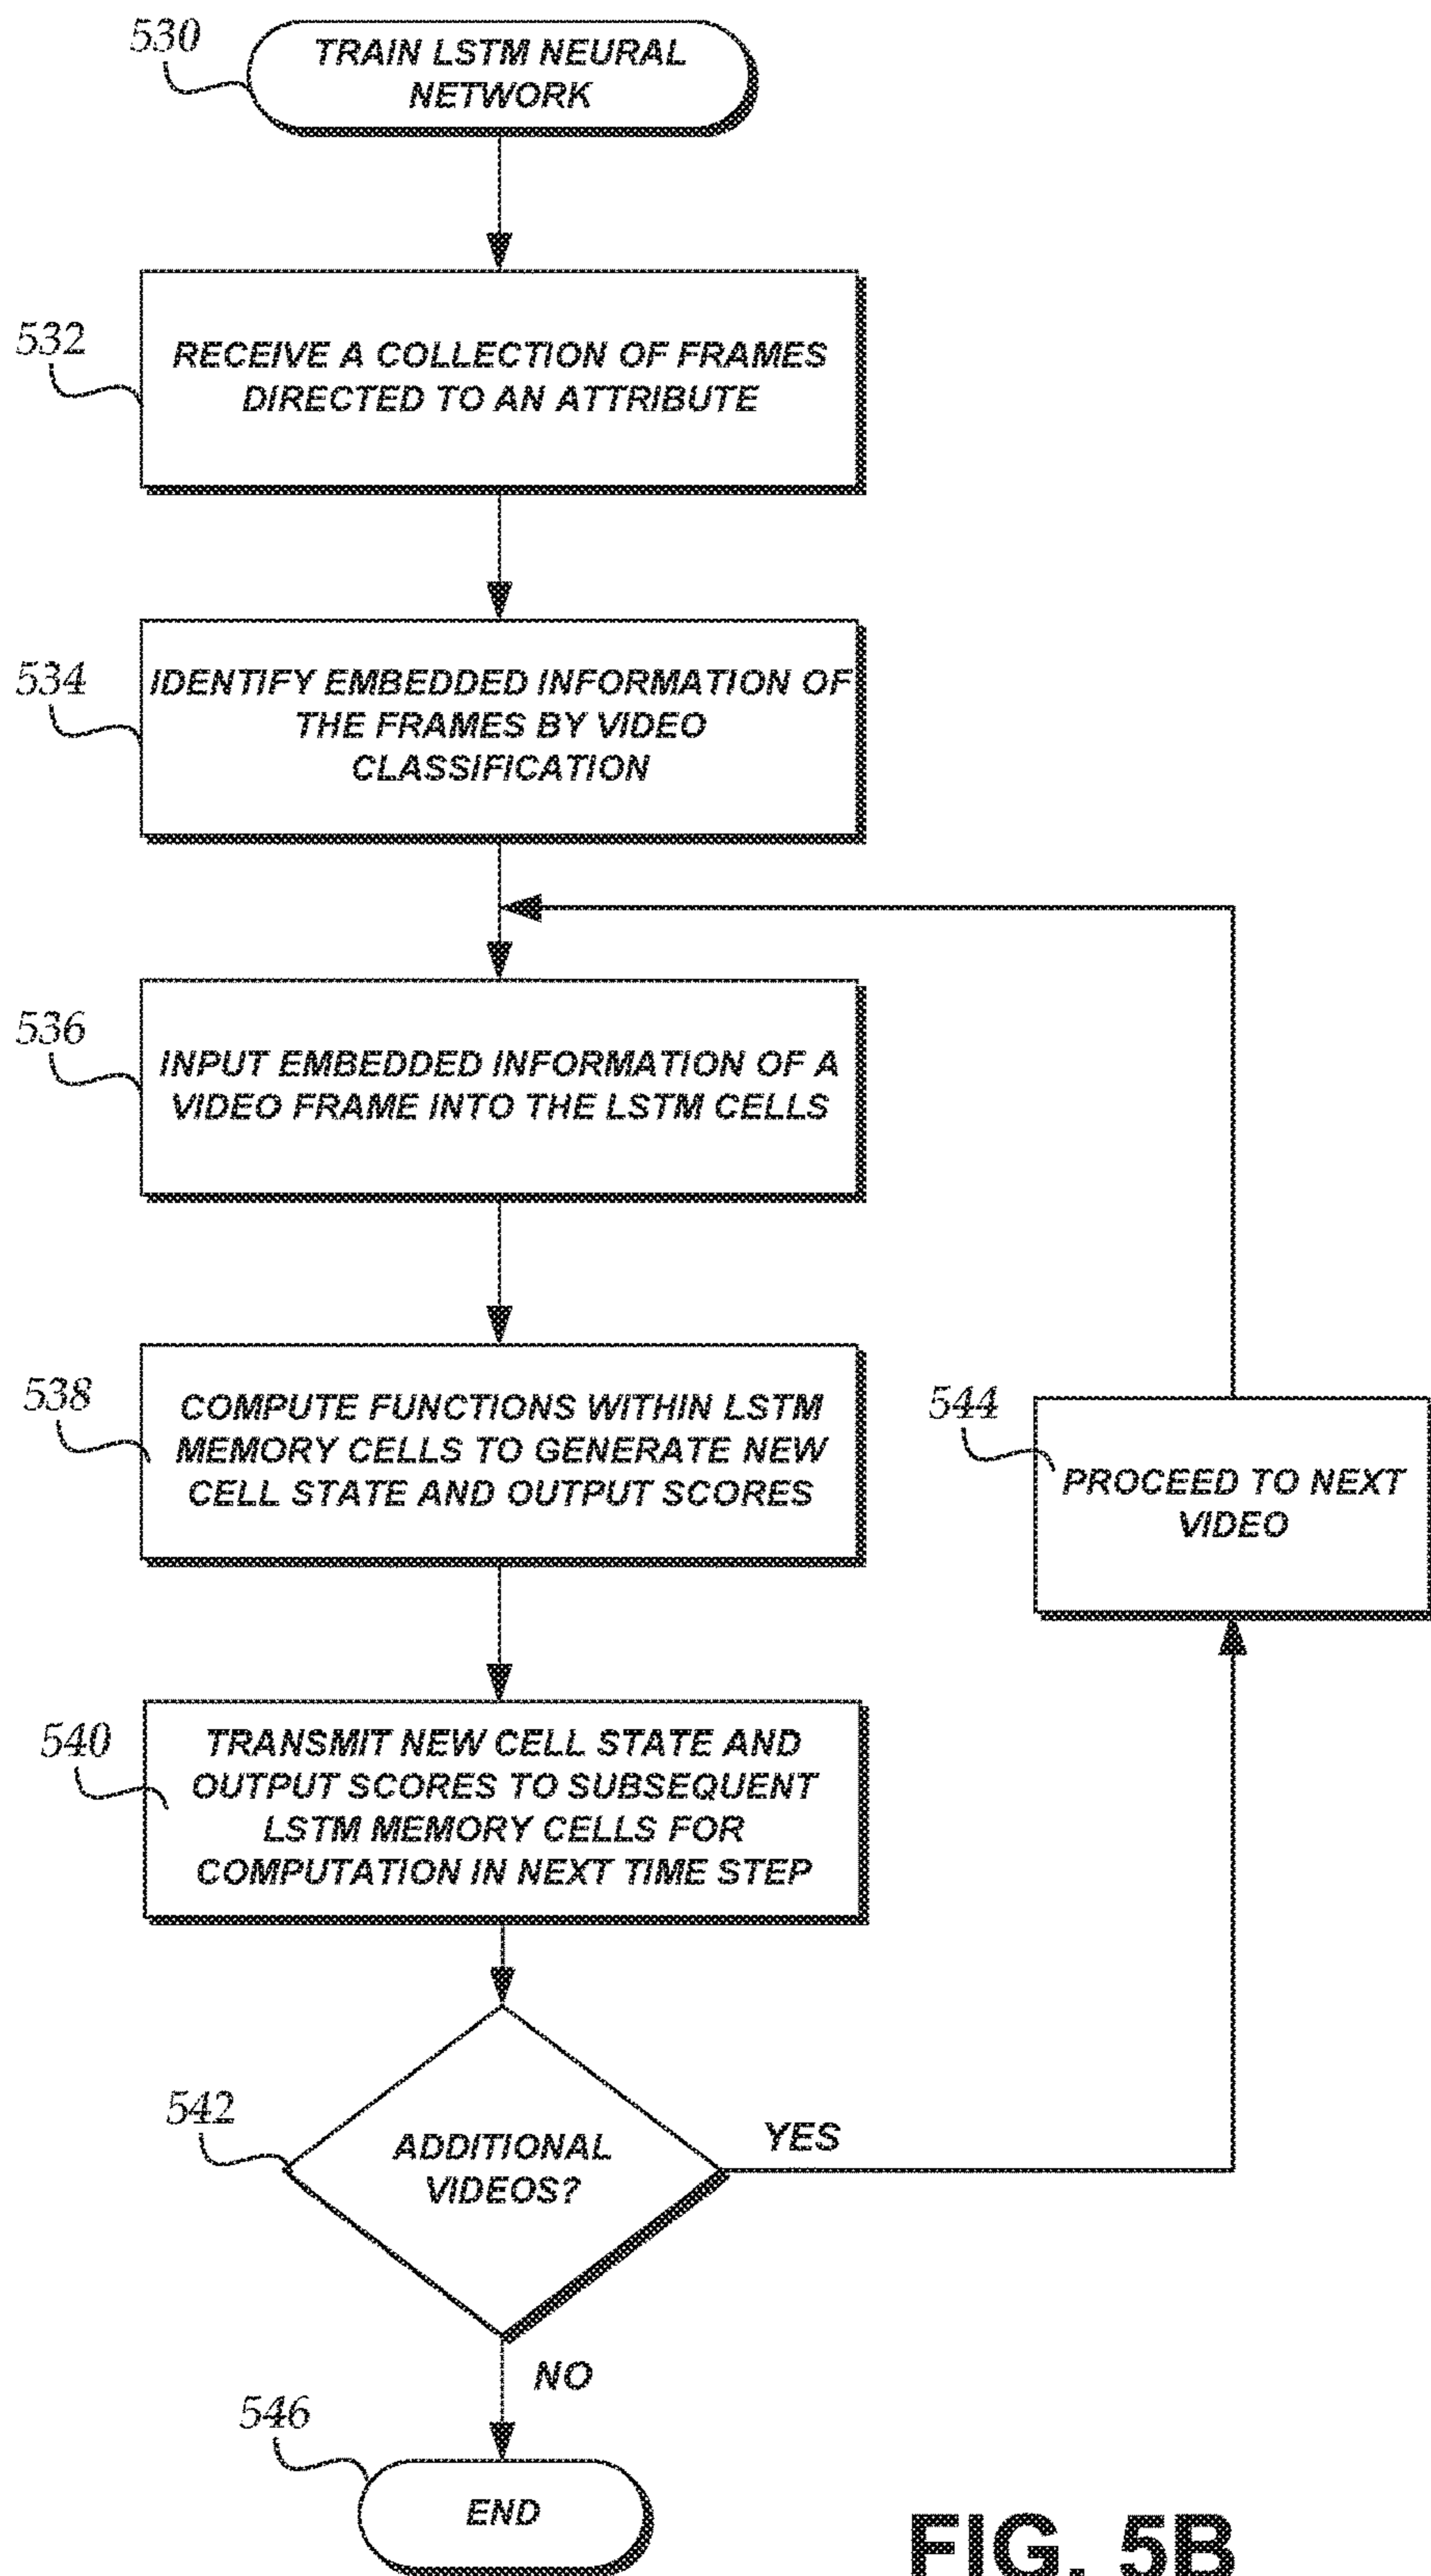 530
TRAIN LSTM NEURAL
NETWORK
532
RECEIVE A COLLECTION OF FRAMES
DIRECTED TO AN ATTRIBUTE
534
IDENTIFY EMBEDDED INFORMATION OF
THE FRAMES BY VIDEO
CLASSIFICATION
536
INPUT EMBEDDED INFORMATION OF A
VIDEO FRAME INTO THE LSTM CELLS
538
COMPUTE FUNCTIONS WITHIN LSTM
MEMORY CELLS TO GENERATE NEW
CELL STATE AND OUTPUT SCORES
544
PROCEED TO NEXT
VIDEO
540
TRANSMIT NEW CELL STATE AND
OUTPUT SCORES TO SUBSEQUENT
LSTM MEMORY CELLS FOR
COMPUTATION IN NEXT TIME STEP
542
ADDITIONAL
VIDEOS?
YES
NO
546
END
FIG. 5B